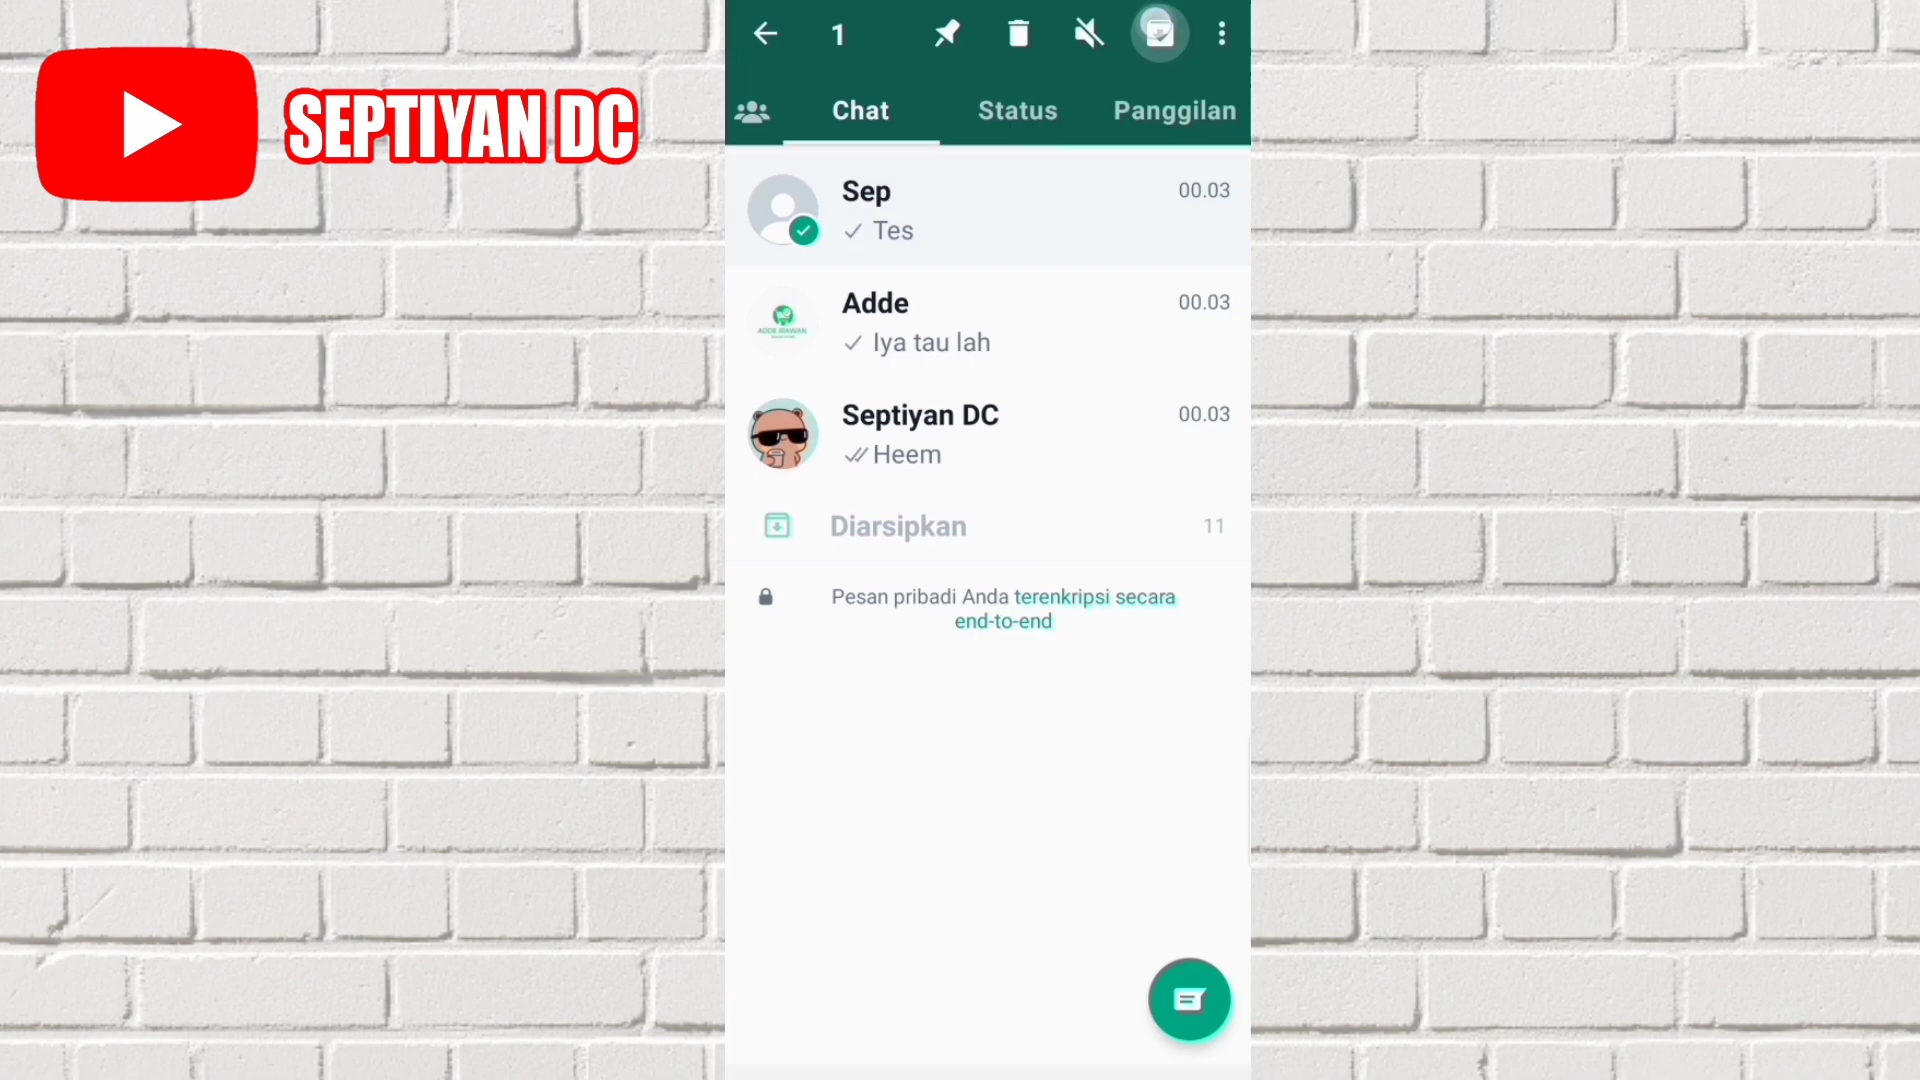 SEPTIYAN DC
1
Chat Status Panggilan
Sep 00.03
Tes
Adde 00.03
Iya tau lah
Septiyan DC 00.03
Heem
Diarsipkan 11
Pesan pribadi Anda terenkripsi secara
end-to-end